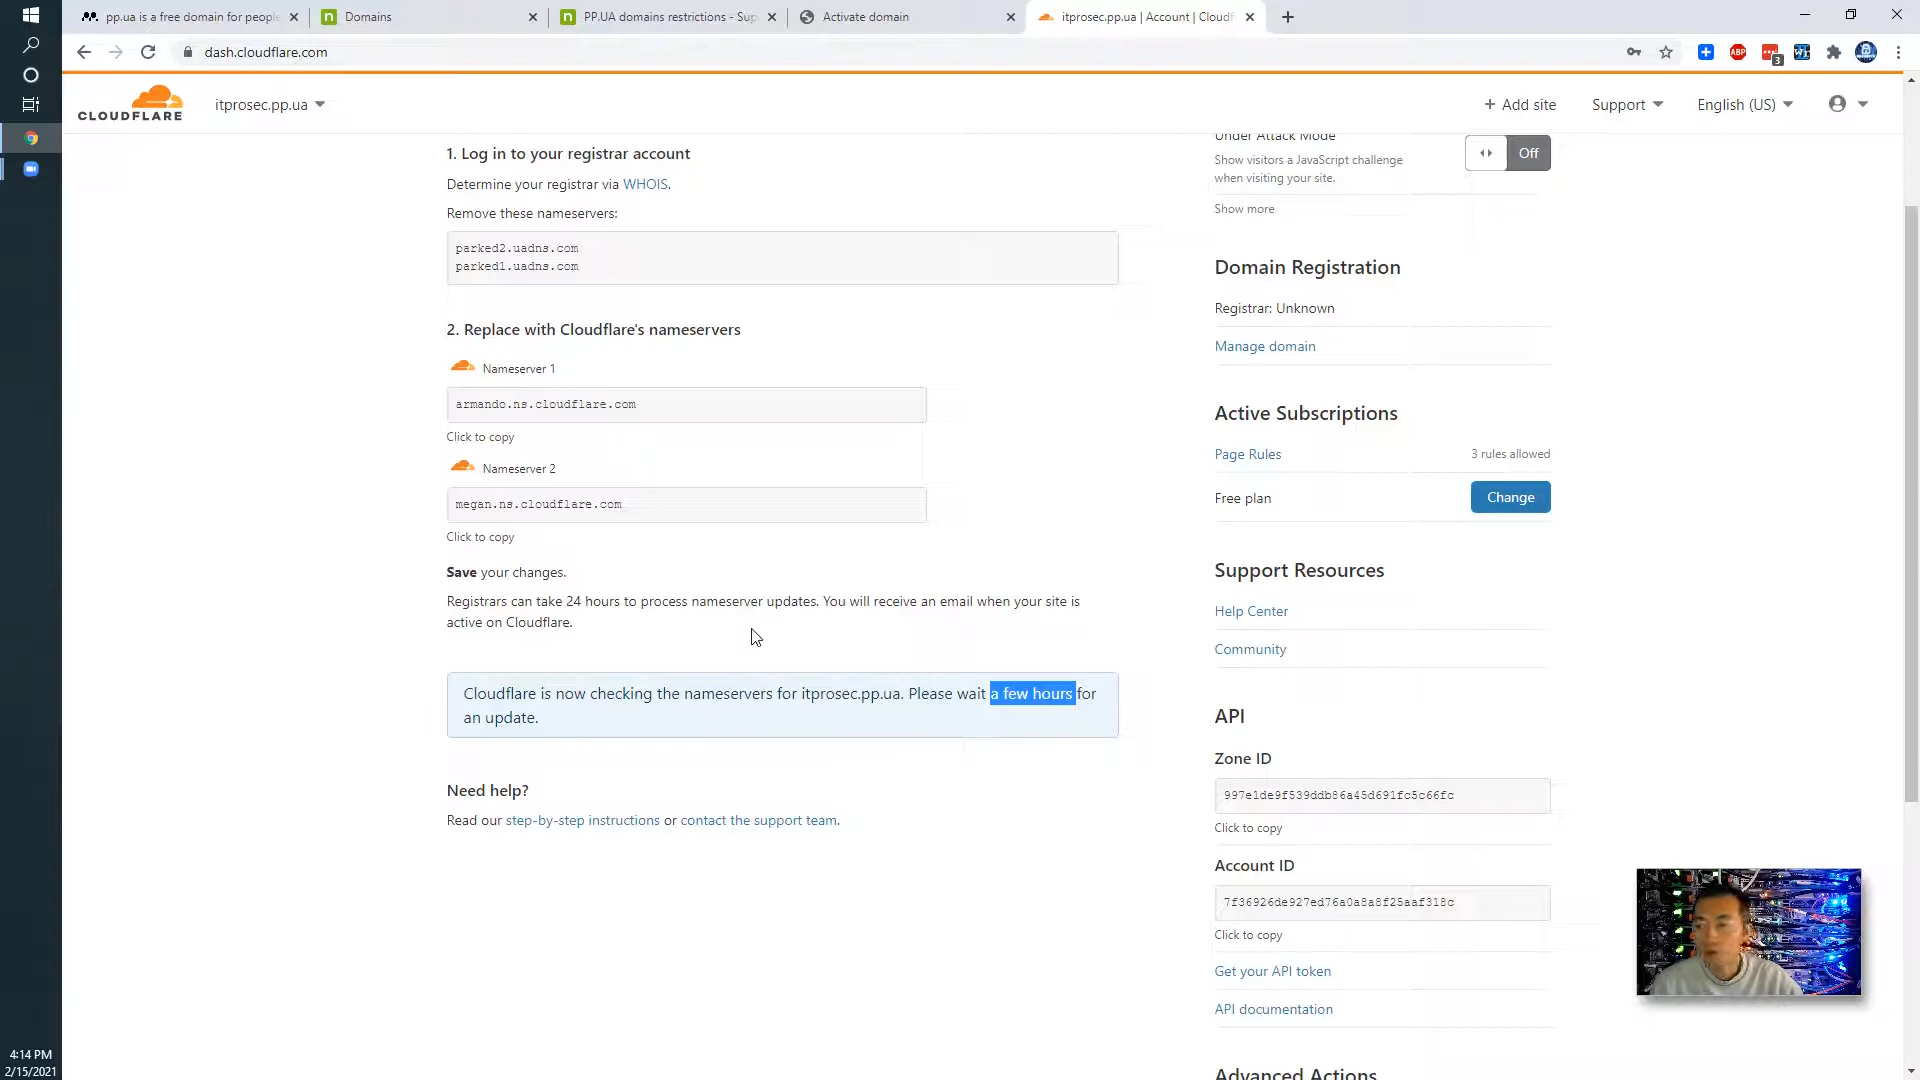 pp.ua is a free domain for people
Domains
PP.UA domains restrictions - Sup
Activate domain
itprosec.pp.ua | Account | Cloudf
dash.cloudflare.com
ABP
3
CLOUDFLARE
itprosec.pp.ua
+ Add site
Support
English (US)
1. Log in to your registrar account
Determine your registrar via WHOIS.
Remove these nameservers:
parked2.uadns.com
parked1.uadns.com
2. Replace with Cloudflare's nameservers
Nameserver 1
armando.ns.cloudflare.com
Click to copy
Nameserver 2
megan.ns.cloudflare.com
Click to copy
Save your changes.
Registrars can take 24 hours to process nameserver updates. You will receive an email when your site is
active on Cloudflare.
Cloudflare is now checking the nameservers for itprosec.pp.ua. Please wait a few hours for
an update.
Need help?
Read our step-by-step instructions or contact the support team.
Under Attack Mode
Show visitors a JavaScript challenge
when visiting your site.
Off
Show more
Domain Registration
Registrar: Unknown
Manage domain
Active Subscriptions
Page Rules
3 rules allowed
Free plan
Change
Support Resources
Help Center
Community
API
Zone ID
997e1de9f539ddb86a45d691fc5c66fc
Click to copy
Account ID
7f36926de927ed76a0a8a8f25aaf318c
Click to copy
Get your API token
API documentation
Advanced Actions
4:14 PM
2/15/2021